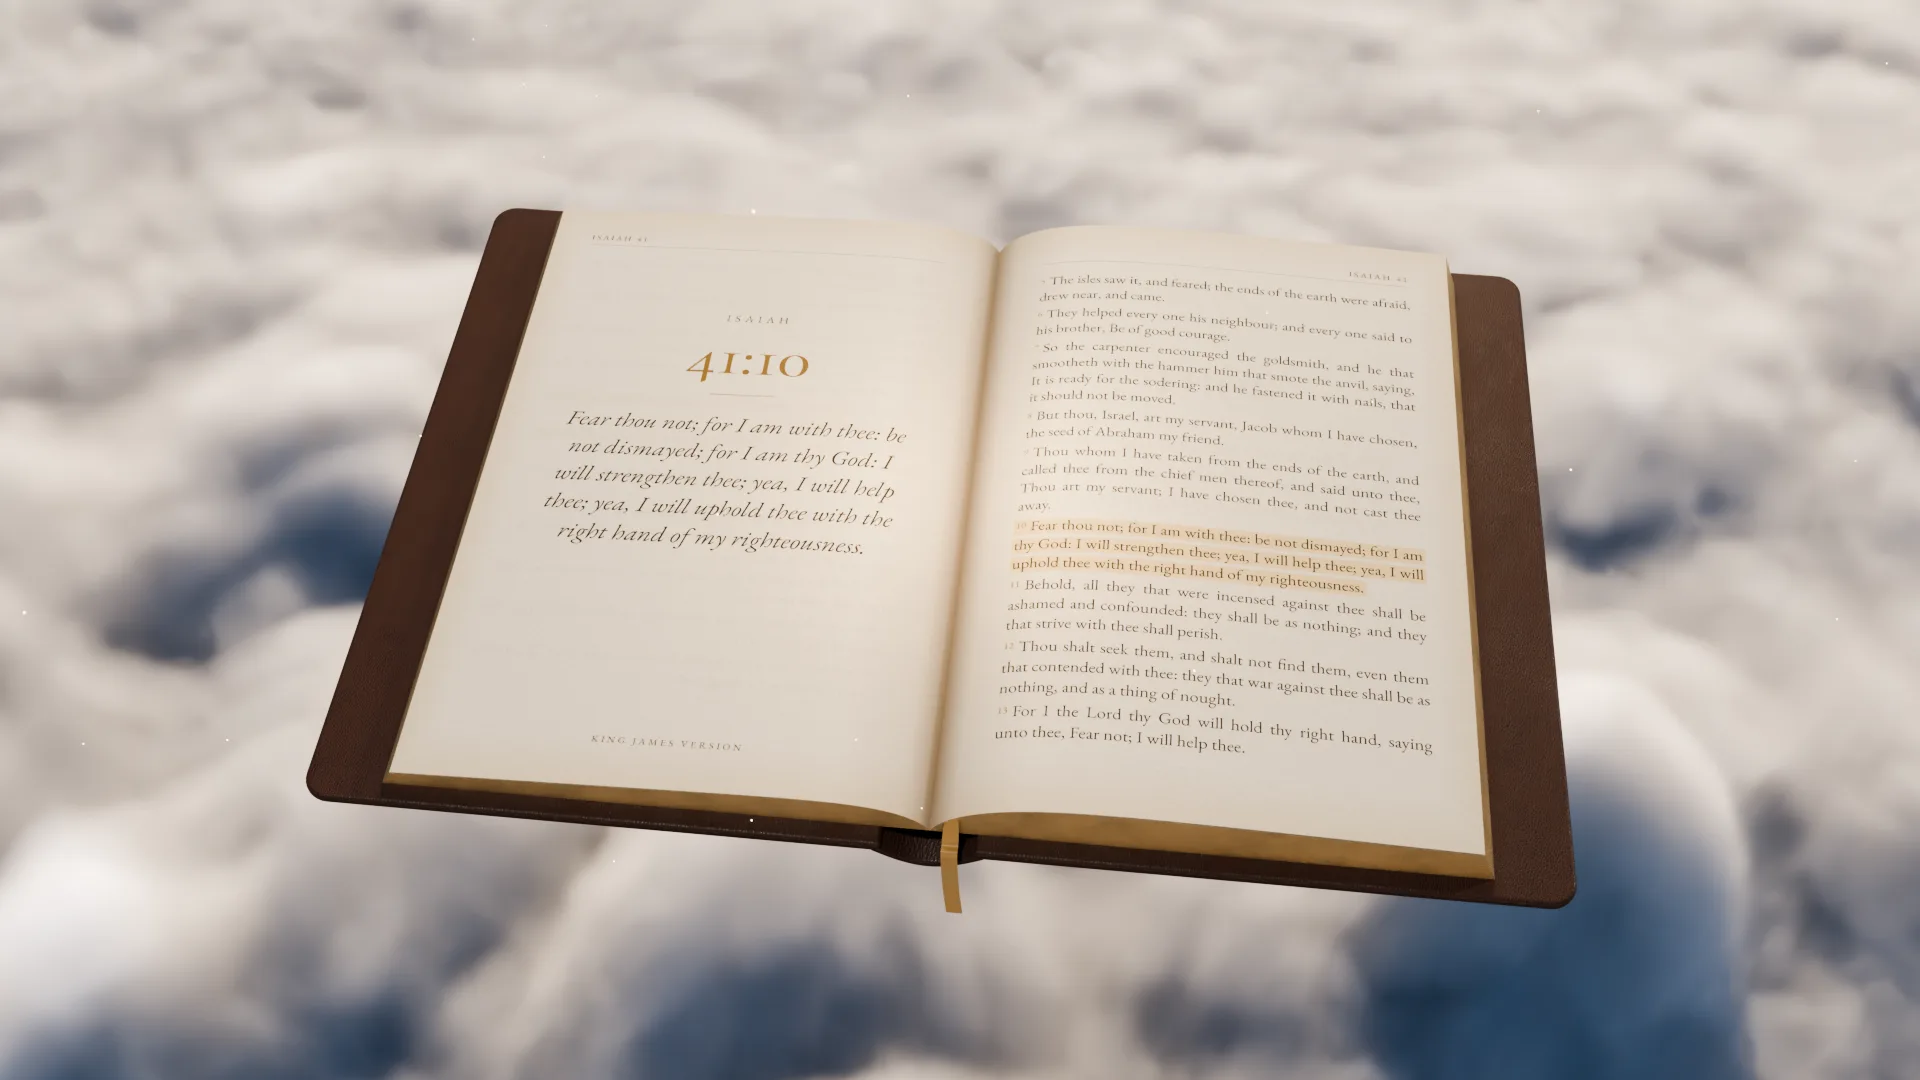 ISAIAH 41
ISAIAH
41:10
Fear thou not; for I am with thee: be
not dismayed; for I am thy God: I
will strengthen thee; yea, I will help
thee; yea, I will uphold thee with the
right hand of my righteousness.
KING JAMES VERSION
ISAIAH 41
5 The isles saw it, and feared; the ends of the earth were afraid,
drew near, and came.
6 They helped every one his neighbour; and every one said to
his brother, Be of good courage.
7 So the carpenter encouraged the goldsmith, and he that
smootheth with the hammer him that smote the anvil, saying,
It is ready for the sodering: and he fastened it with nails, that
it should not be moved.
8 But thou, Israel, art my servant, Jacob whom I have chosen,
the seed of Abraham my friend.
9 Thou whom I have taken from the ends of the earth, and
called thee from the chief men thereof, and said unto thee,
Thou art my servant; I have chosen thee, and not cast thee
away.
10 Fear thou not; for I am with thee: be not dismayed; for I am
thy God: I will strengthen thee; yea, I will help thee; yea, I will
uphold thee with the right hand of my righteousness.
11 Behold, all they that were incensed against thee shall be
ashamed and confounded: they shall be as nothing; and they
that strive with thee shall perish.
12 Thou shalt seek them, and shalt not find them, even them
that contended with thee: they that war against thee shall be as
nothing, and as a thing of nought.
13 For I the Lord thy God will hold thy right hand, saying
unto thee, Fear not; I will help thee.